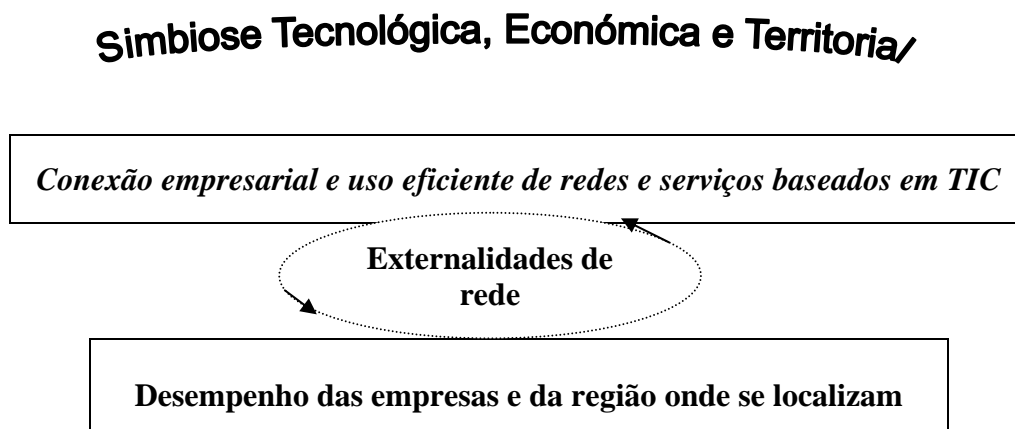 Simbiose Tecnológica, Económica e Territorial
Conexão empresarial e uso eficiente de redes e serviços baseados em TIC
Externalidades de
rede
Desempenho das empresas e da região onde se localizam